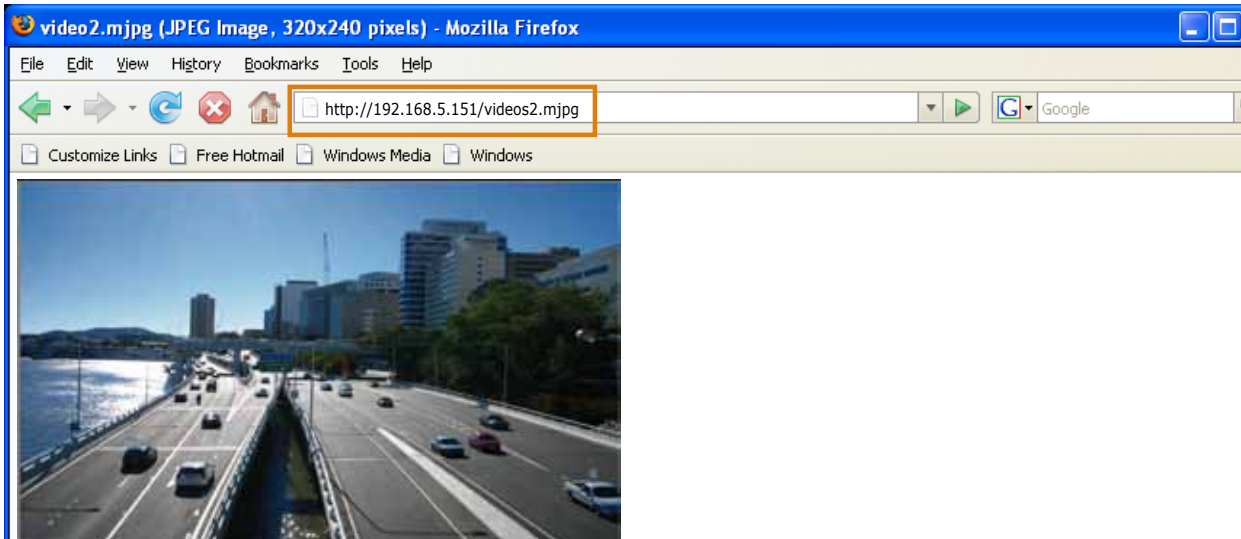 video2.mjpg (JPEG Image, 320x240 pixels) - Mozilla Firefox
File Edit View History Bookmarks Tools Help
http://192.168.5.151/videos2.mjpg G Google
Customize Links Free Hotmail Windows Media Windows